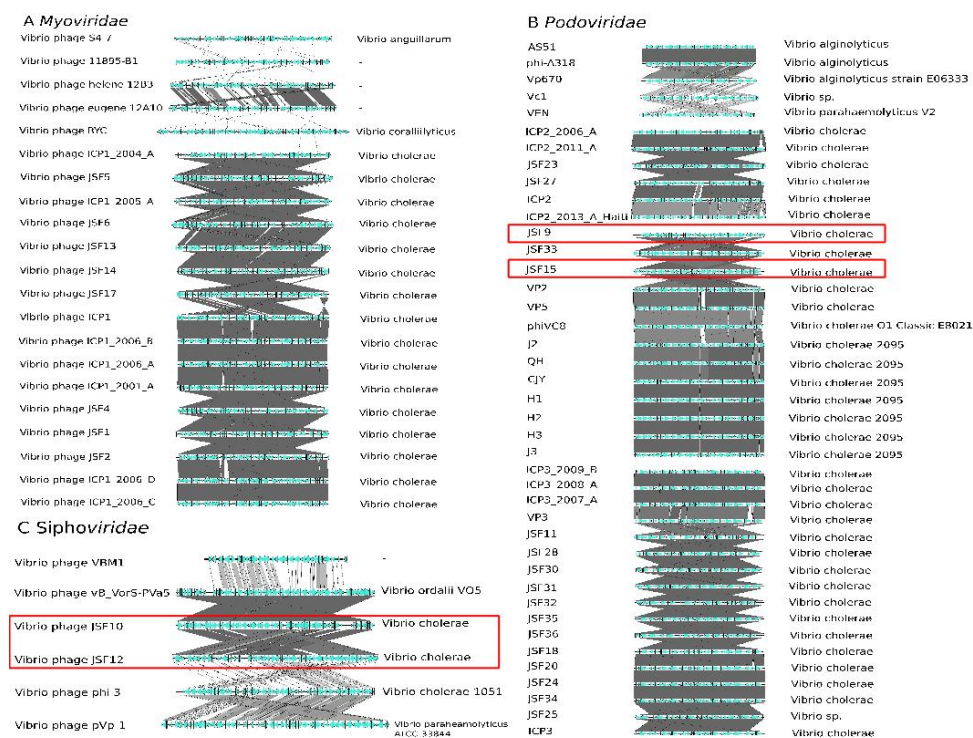 A Myoviridae
Vibrio phage S4 7 Vibrio anguillarum
Vibrio phage 11895-B1 -
Vibrio phage helene 12B3 -
Vibrio phage eugene 12A10 -
Vibrio phage RYC Vibrio coralliilyticus
Vibrio phage ICP1_2004_A Vibrio cholerae
Vibrio phage JSF5 Vibrio cholerae
Vibrio phage ICP1_2005_A Vibrio cholerae
Vibrio phage JSF6 Vibrio cholerae
Vibrio phage JSF13 Vibrio cholerae
Vibrio phage JSF14 Vibrio cholerae
Vibrio phage JSF17 Vibrio cholerae
Vibrio phage ICP1 Vibrio cholerae
Vibrio phage ICP1_2006_B Vibrio cholerae
Vibrio phage ICP1_2006_A Vibrio cholerae
Vibrio phage ICP1_2001_A Vibrio cholerae
Vibrio phage JSF4 Vibrio cholerae
Vibrio phage JSF1 Vibrio cholerae
Vibrio phage JSF2 Vibrio cholerae
Vibrio phage ICP1_2006_D Vibrio cholerae
Vibrio phage ICP1_2006_C Vibrio cholerae
C Siphoviridae
Vibrio phage VBM1 -
Vibrio phage vB_VorS-PVa5 Vibrio ordalii VO5
Vibrio phage JSF10 Vibrio cholerae
Vibrio phage JSF12 Vibrio cholerae
Vibrio phage phi 3 Vibrio cholerae 1051
Vibrio phage pVp 1 Vibrio paraheamolyticus
ATCC 33844
B Podoviridae
AS51 Vibrio alginolyticus
phi-A318 Vibrio alginolyticus
Vp670 Vibrio alginolyticus strain E06333
Vc1 Vibrio sp.
VEN Vibrio parahaemolyticus V2
ICP2_2006_A Vibrio cholerae
ICP2_2011_A Vibrio cholerae
JSF23 Vibrio cholerae
JSF27 Vibrio cholerae
ICP2 Vibrio cholerae
ICP2_2013_A_Haiti Vibrio cholerae
JSF9 Vibrio cholerae
JSF33 Vibrio cholerae
JSF15 Vibrio cholerae
VP2 Vibrio cholerae
VP5 Vibrio cholerae
phiVC8 Vibrio cholerae O1 Classic E8021
J2 Vibrio cholerae 2095
QH Vibrio cholerae 2095
CJY Vibrio cholerae 2095
H1 Vibrio cholerae 2095
H2 Vibrio cholerae 2095
H3 Vibrio cholerae 2095
J3 Vibrio cholerae 2095
ICP3_2009_B Vibrio cholerae
ICP3_2008_A Vibrio cholerae
ICP3_2007_A Vibrio cholerae
VP3 Vibrio cholerae
JSF11 Vibrio cholerae
JSF28 Vibrio cholerae
JSF30 Vibrio cholerae
JSF31 Vibrio cholerae
JSF32 Vibrio cholerae
JSF35 Vibrio cholerae
JSF36 Vibrio cholerae
JSF18 Vibrio cholerae
JSF20 Vibrio cholerae
JSF24 Vibrio cholerae
JSF34 Vibrio cholerae
JSF25 Vibrio sp.
ICP3 Vibrio cholerae